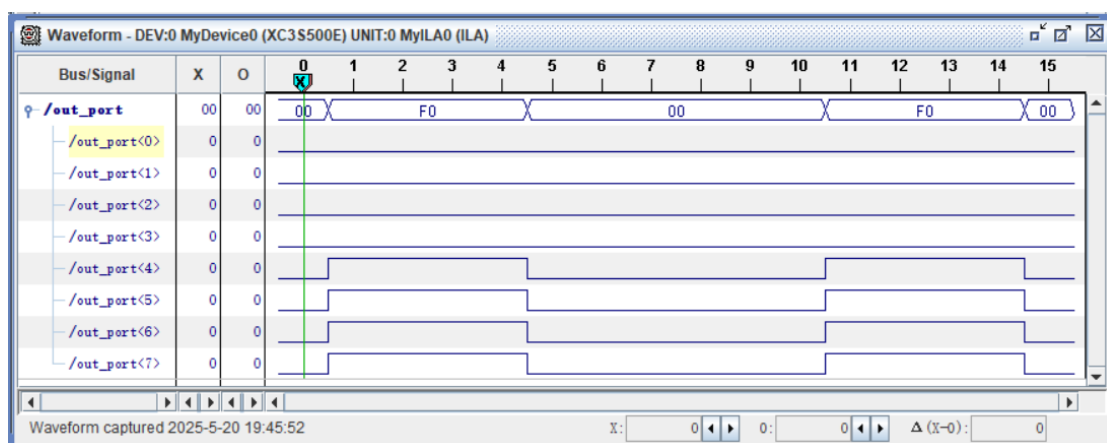 Waveform - DEV:0 MyDevice0 (XC3S500E) UNIT:0 MyILA0 (ILA)
Bus/Signal X O 0 1 2 3 4 5 6 7 8 9 10 11 12 13 14 15
X
/out_port 00 00 00 F0 00 F0 00
/out_port<0> 0 0
/out_port<1> 0 0
/out_port<2> 0 0
/out_port<3> 0 0
/out_port<4> 0 0
/out_port<5> 0 0
/out_port<6> 0 0
/out_port<7> 0 0
Waveform captured 2025-5-20 19:45:52 X: 0 O: 0 Δ(X-O): 0